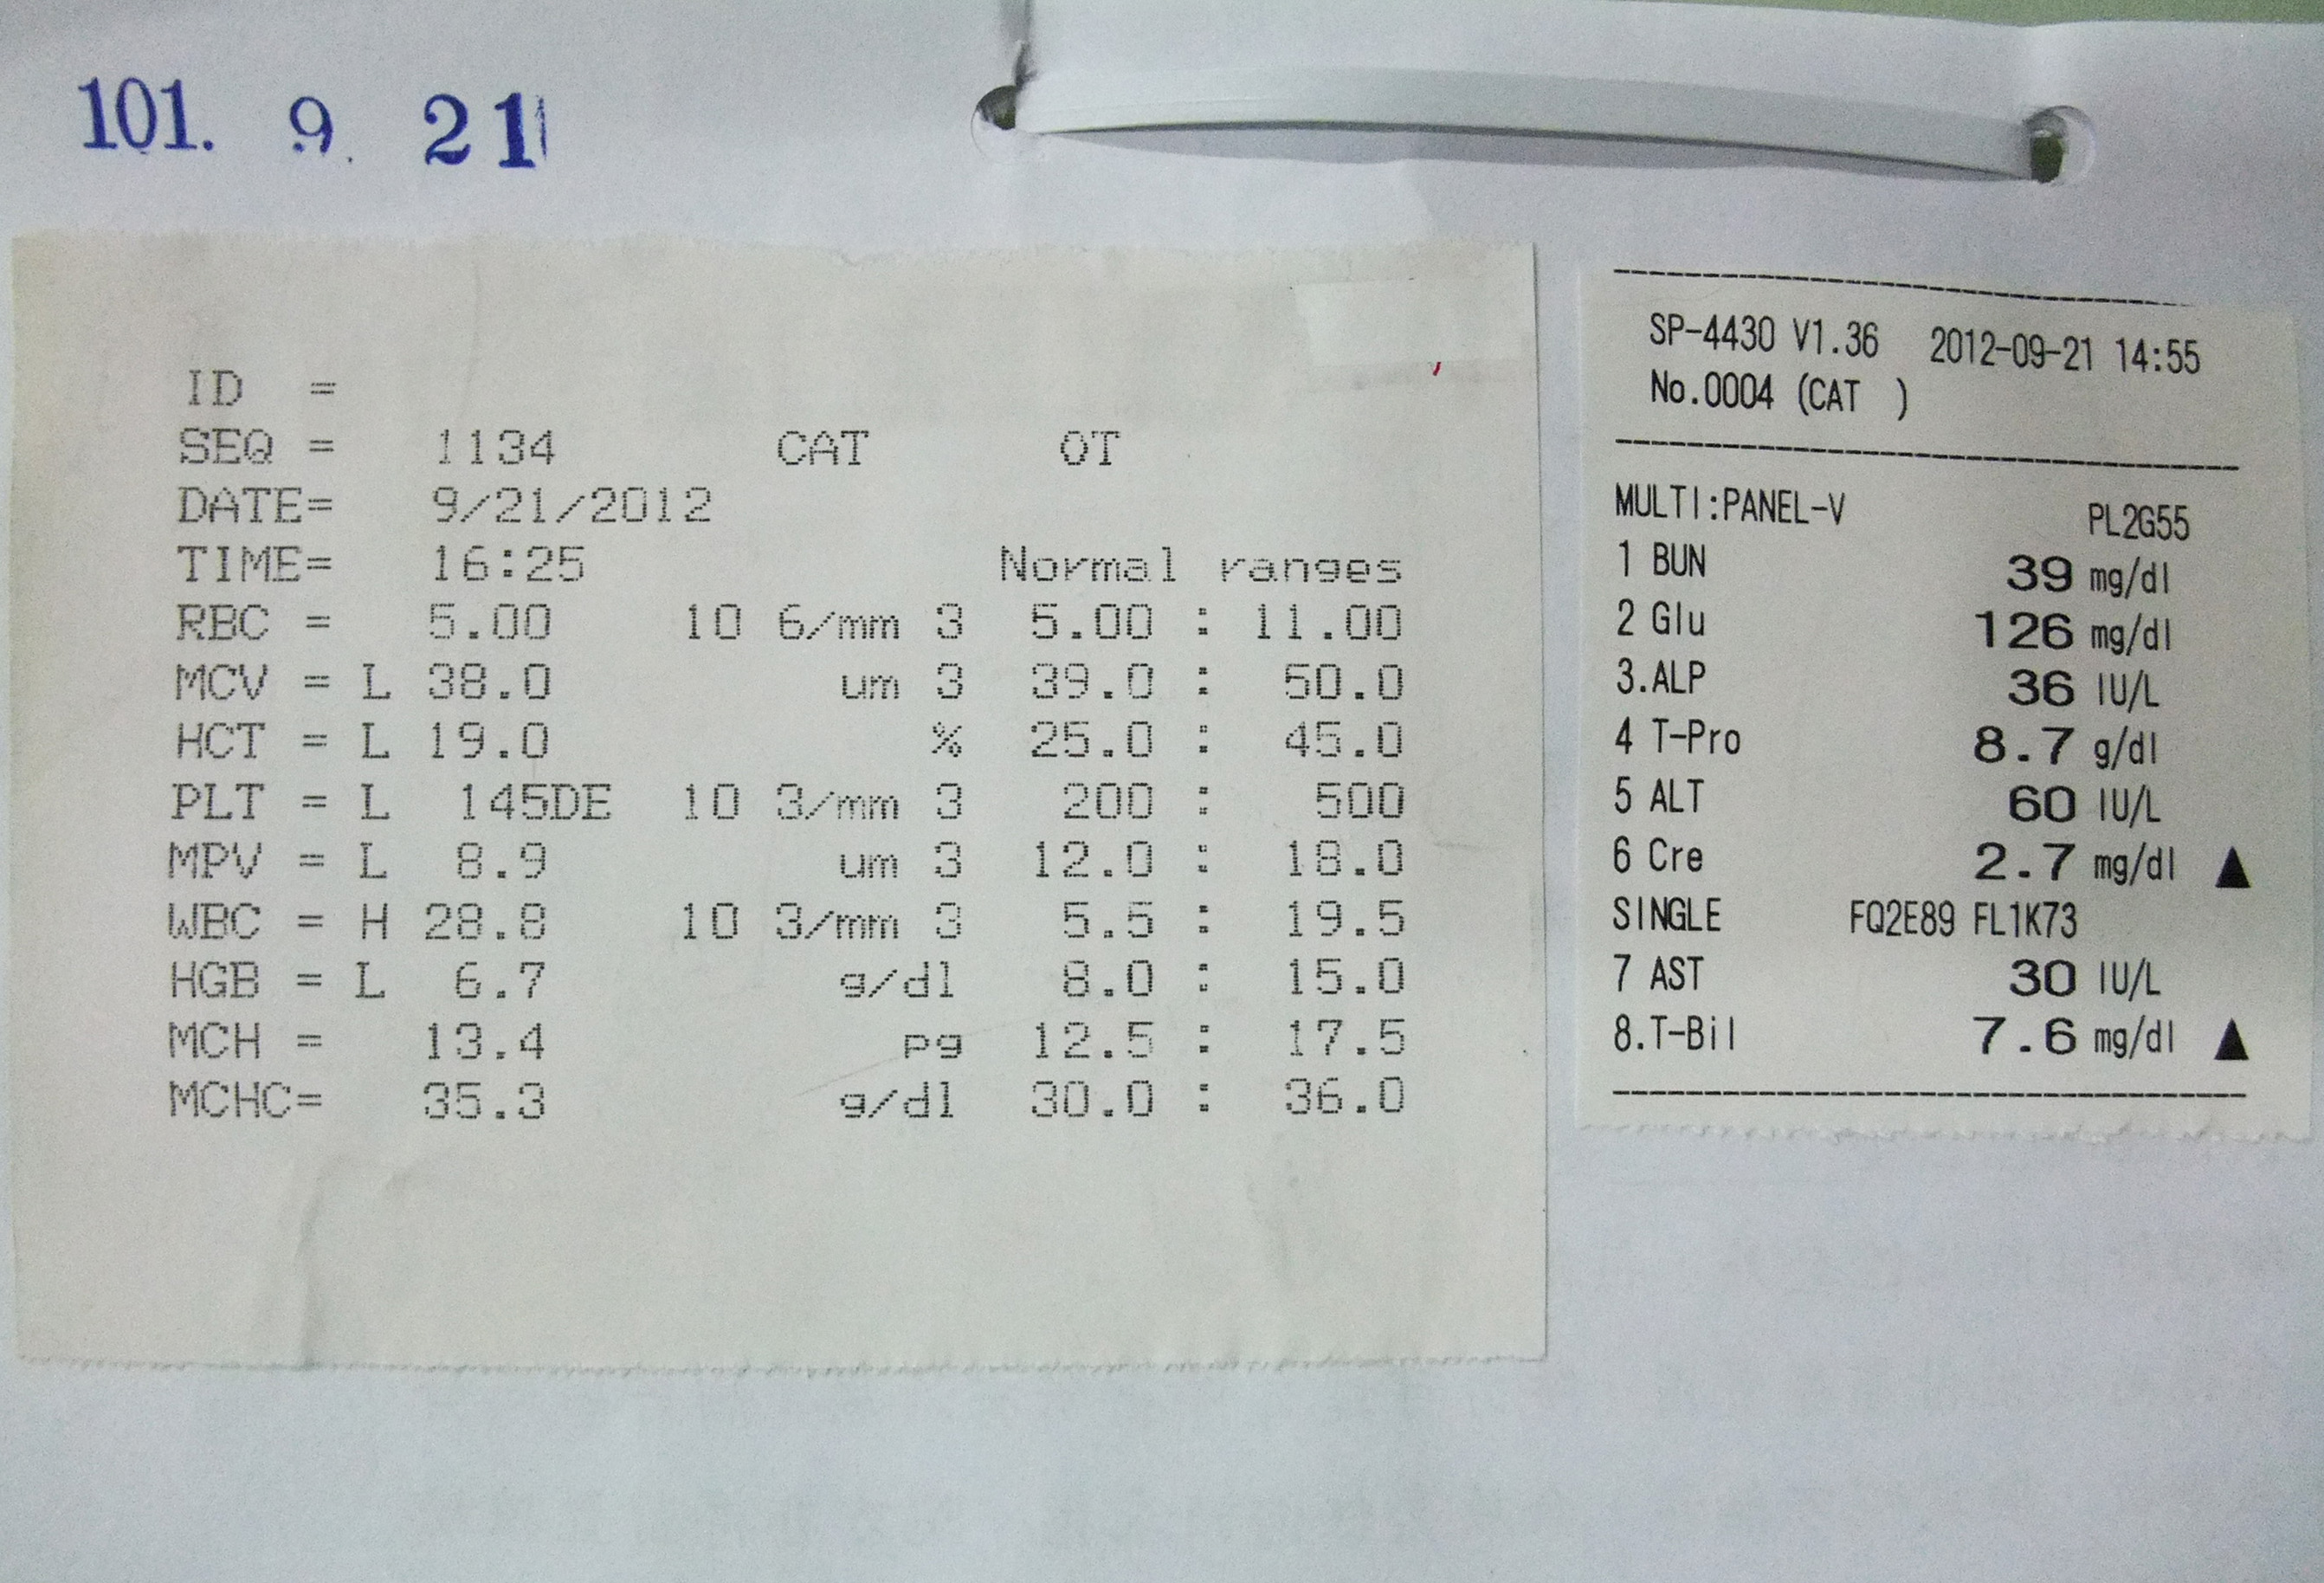 101. 9. 21
ID =
SEQ = 1134 CAT OT
DATE= 9/21/2012
TIME= 16:25 Normal ranges
RBC = 5.00 10 6/mm 3 5.00 : 11.00
MCV = L 38.0 um 3 39.0 : 50.0
HCT = L 19.0 % 25.0 : 45.0
PLT = L 145DE 10 3/mm 3 200 : 500
MPV = L 8.9 um 3 12.0 : 18.0
WBC = H 28.8 10 3/mm 3 5.5 : 19.5
HGB = L 6.7 g/dl 8.0 : 15.0
MCH = 13.4 pg 12.5 : 17.5
MCHC= 35.3 g/dl 30.0 : 36.0
SP-4430 V1.36 2012-09-21 14:55
No.0004 (CAT )
MULTI:PANEL-V PL2G55
1 BUN 39 mg/dl
2 Glu 126 mg/dl
3.ALP 36 IU/L
4 T-Pro 8.7 g/dl
5 ALT 60 IU/L
6 Cre 2.7 mg/dl ▲
SINGLE FQ2E89 FL1K73
7 AST 30 IU/L
8.T-Bil 7.6 mg/dl ▲